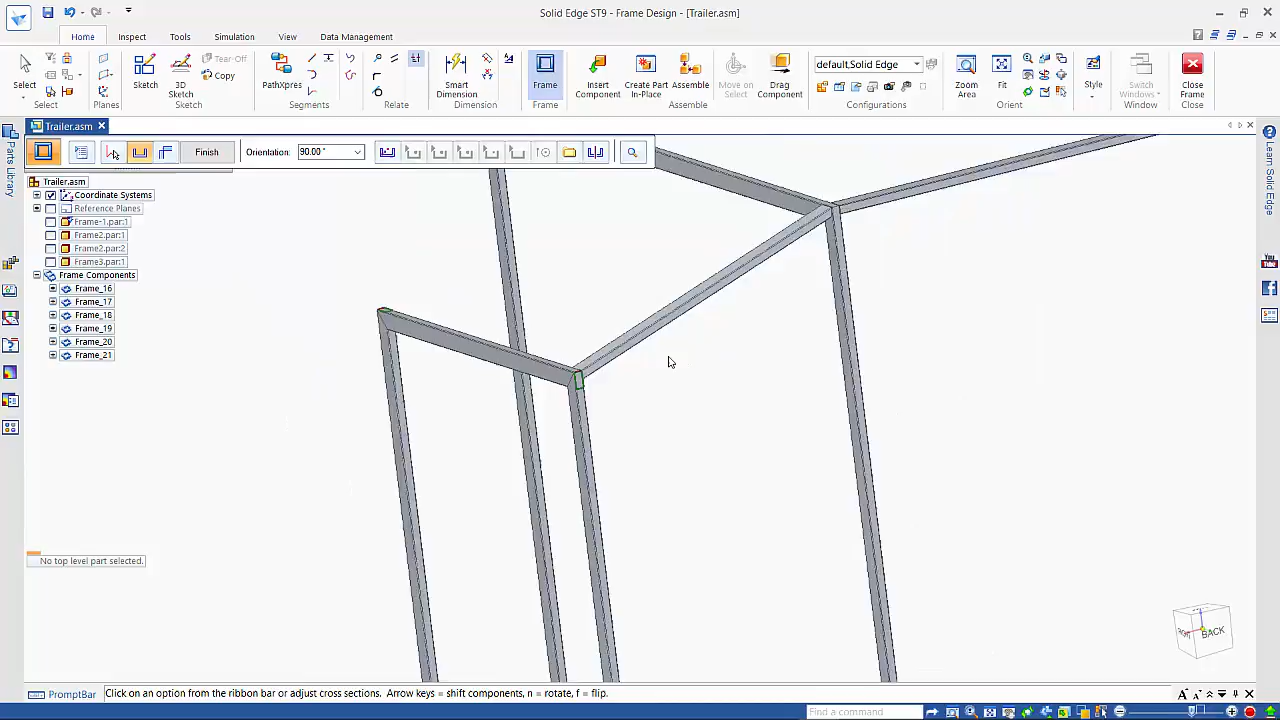 Solid Edge ST9 - Frame Design - [Trailer.asm]
Home
Inspect
Tools
Simulation
View
Data Management
Select
Select
Planes
Sketch
3D Sketch
Tear-Off
Copy
Sketch
PathXpres
Segments
Relate
Smart Dimension
Dimension
Frame
Frame
Insert Component
Create Part In-Place
Assemble
Assemble
Move on Select
Drag Component
default,Solid Edge
Configurations
Zoom Area
Fit
Orient
Style
Switch Windows
Window
Close Frame
Close
Trailer.asm
Finish
Orientation:
90.00 °
Parts Library
Learn Solid Edge
You Tube
Trailer.asm
Coordinate Systems
Reference Planes
Frame-1.par:1
Frame2.par:1
Frame2.par:2
Frame3.par:1
Frame Components
Frame_16
Frame_17
Frame_18
Frame_19
Frame_20
Frame_21
No top level part selected.
BACK
PromptBar
Click on an option from the ribbon bar or adjust cross sections. Arrow keys = shift components, n = rotate, f = flip.
Find a command